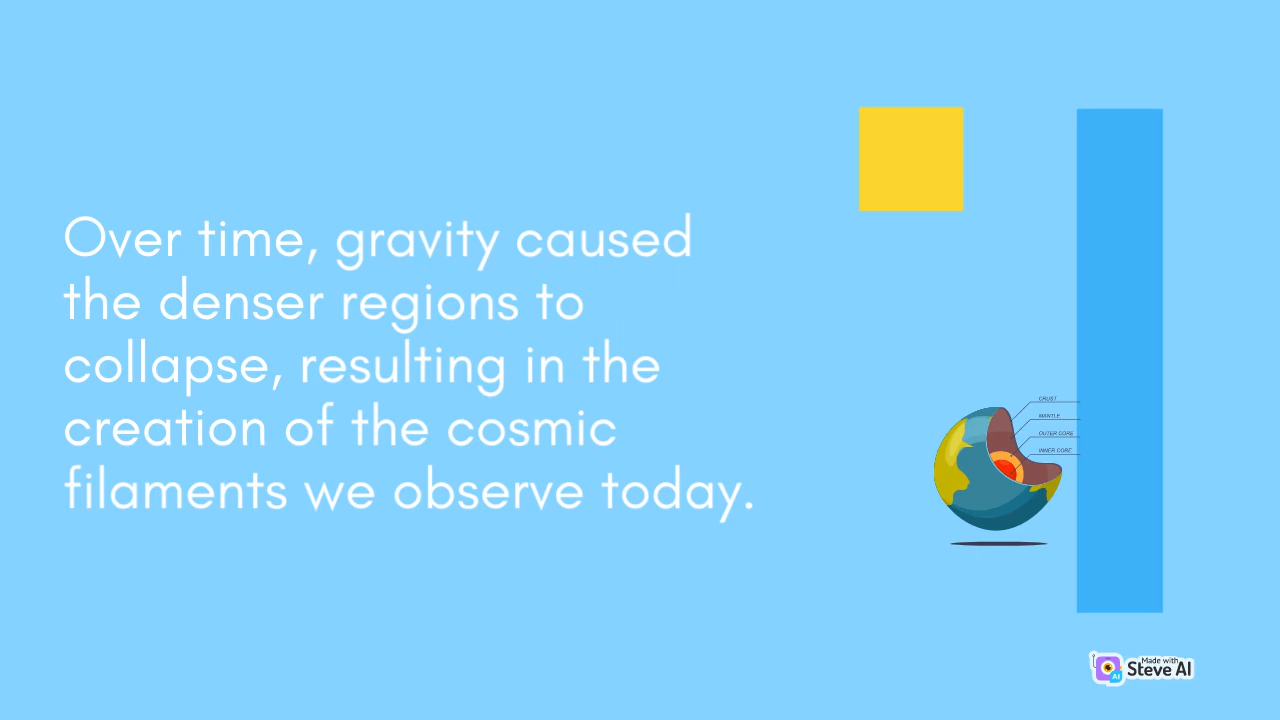 Over time, gravity caused
the denser regions to
collapse, resulting in the
creation of the cosmic
filaments we observe today.
CRUST
MANTLE
OUTER CORE
INNER CORE
Made with
Steve AI
AI